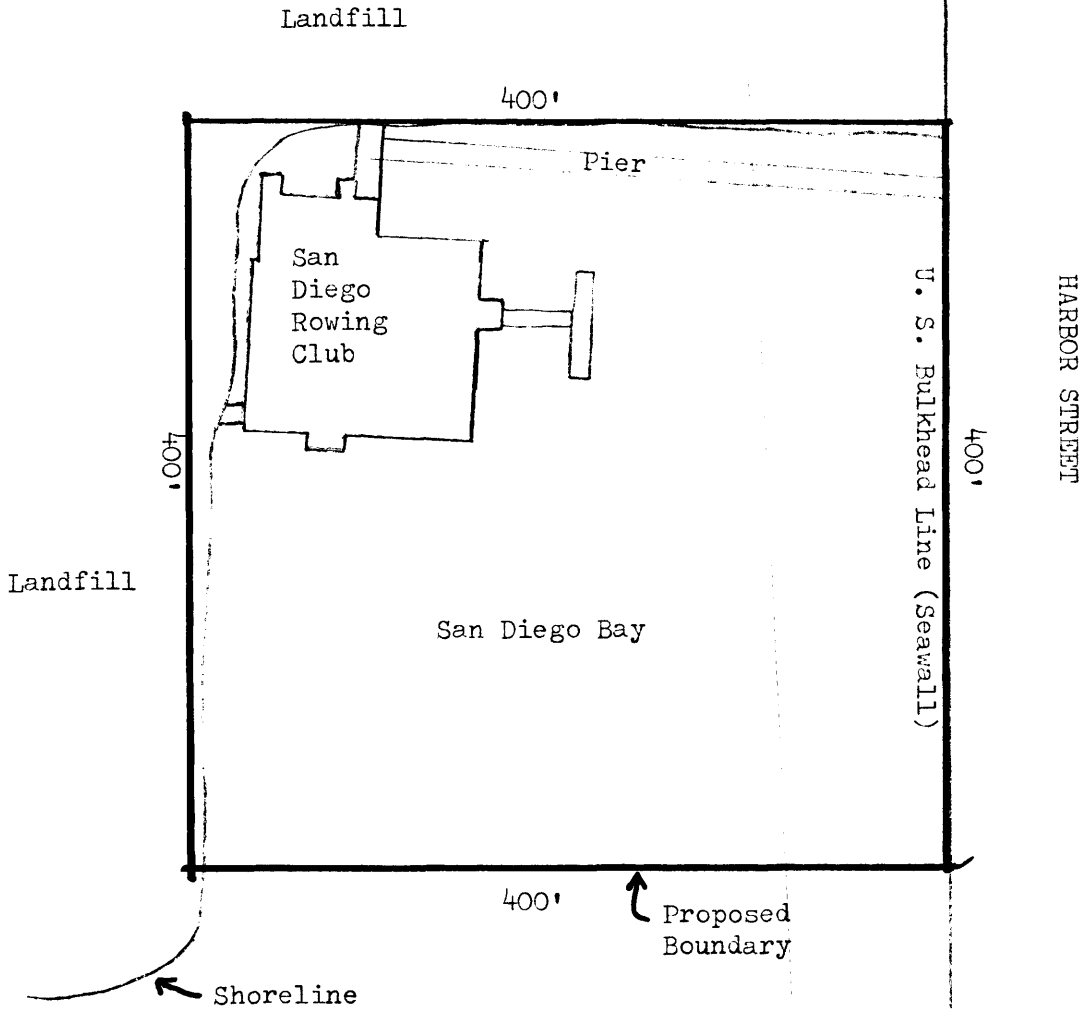 Landfill
400'
Pier
San
Diego
Rowing
Club
U. S. Bulkhead Line (Seawall)
HARBOR STREET
400'
400'
Landfill
San Diego Bay
400'
Proposed
Boundary
Shoreline